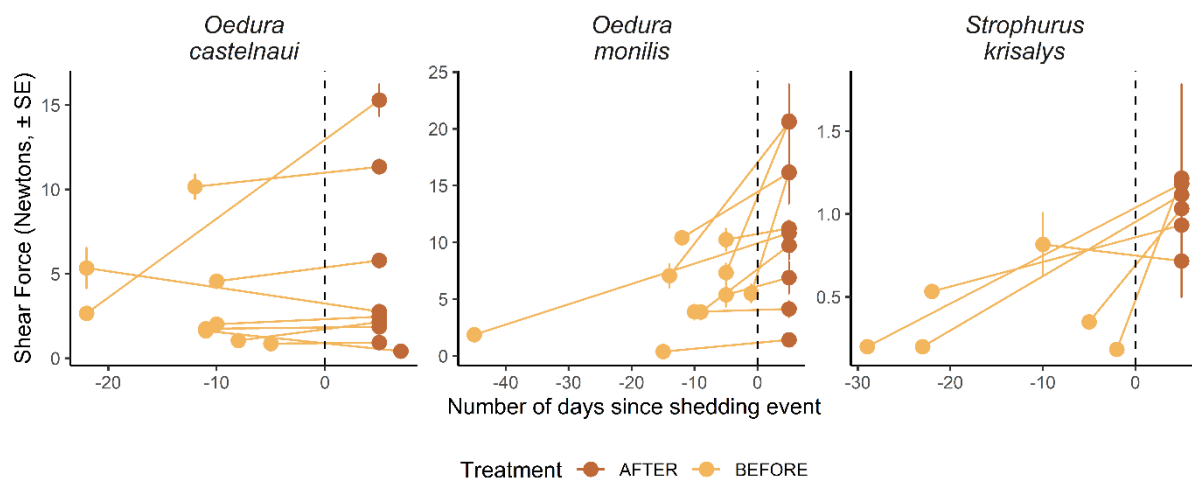 Oedura
castelnaui
Oedura
monilis
Strophurus
krisalys
Shear Force (Newtons, ± SE)
15
10
5
0
-20
-10
0
25
20
15
10
5
0
-40
-30
-20
-10
0
1.5
1.0
0.5
-30
-20
-10
0
Number of days since shedding event
Treatment AFTER BEFORE